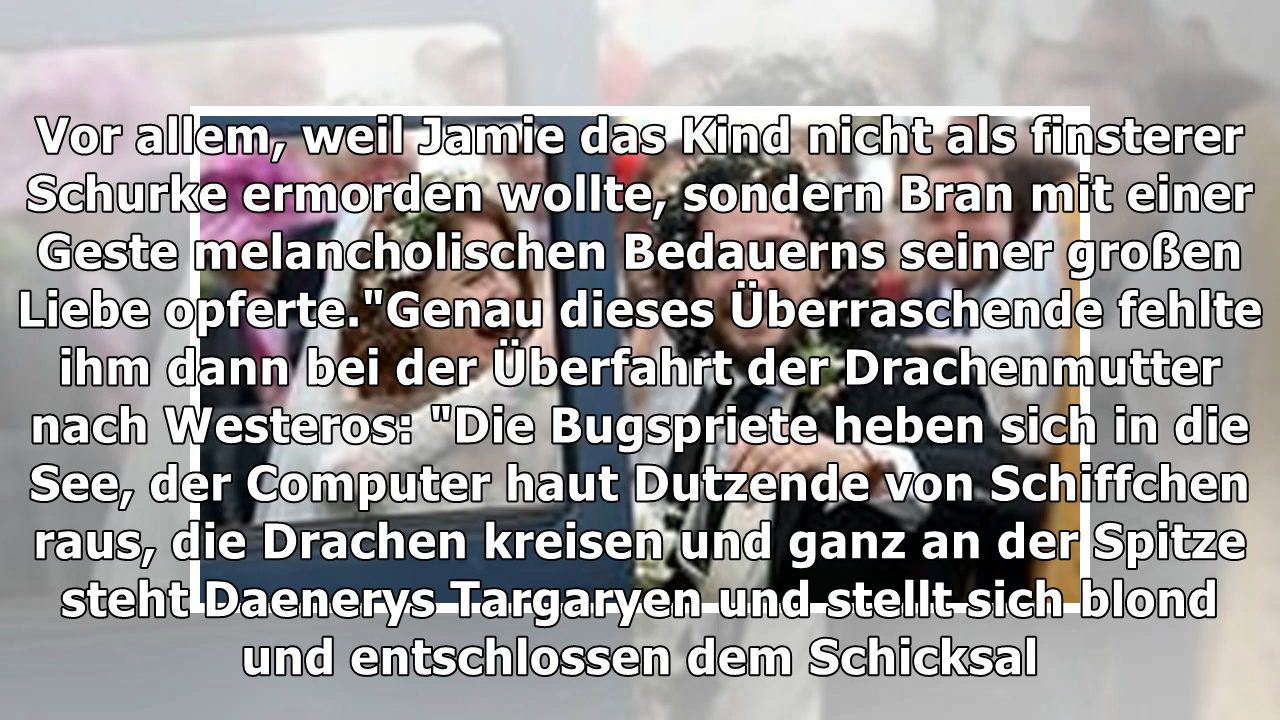 Vor allem, weil Jamie das Kind nicht als finsterer
Schurke ermorden wollte, sondern Bran mit einer
Geste melancholischen Bedauerns seiner großen
Liebe opferte."Genau dieses Überraschende fehlte
ihm dann bei der Überfahrt der Drachenmutter
nach Westeros: "Die Bugspriete heben sich in die
See, der Computer haut Dutzende von Schiffchen
raus, die Drachen kreisen und ganz an der Spitze
steht Daenerys Targaryen und stellt sich blond
und entschlossen dem Schicksal